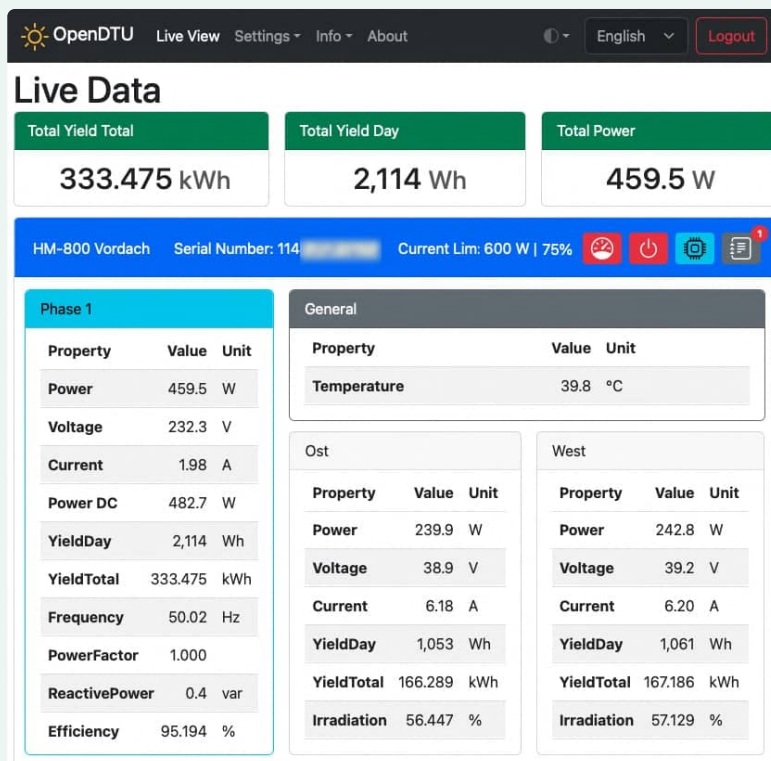 OpenDTU Live View Settings Info About English Logout
Live Data
Total Yield Total
333.475 kWh
Total Yield Day
2,114 Wh
Total Power
459.5 W
HM-800 Vordach Serial Number: 114 Current Lim: 600 W | 75% 1
Phase 1
Property Value Unit
Power 459.5 W
Voltage 232.3 V
Current 1.98 A
Power DC 482.7 W
YieldDay 2,114 Wh
YieldTotal 333.475 kWh
Frequency 50.02 Hz
PowerFactor 1.000
ReactivePower 0.4 var
Efficiency 95.194 %
General
Property Value Unit
Temperature 39.8 °C
Ost
Property Value Unit
Power 239.9 W
Voltage 38.9 V
Current 6.18 A
YieldDay 1,053 Wh
YieldTotal 166.289 kWh
Irradiation 56.447 %
West
Property Value Unit
Power 242.8 W
Voltage 39.2 V
Current 6.20 A
YieldDay 1,061 Wh
YieldTotal 167.186 kWh
Irradiation 57.129 %